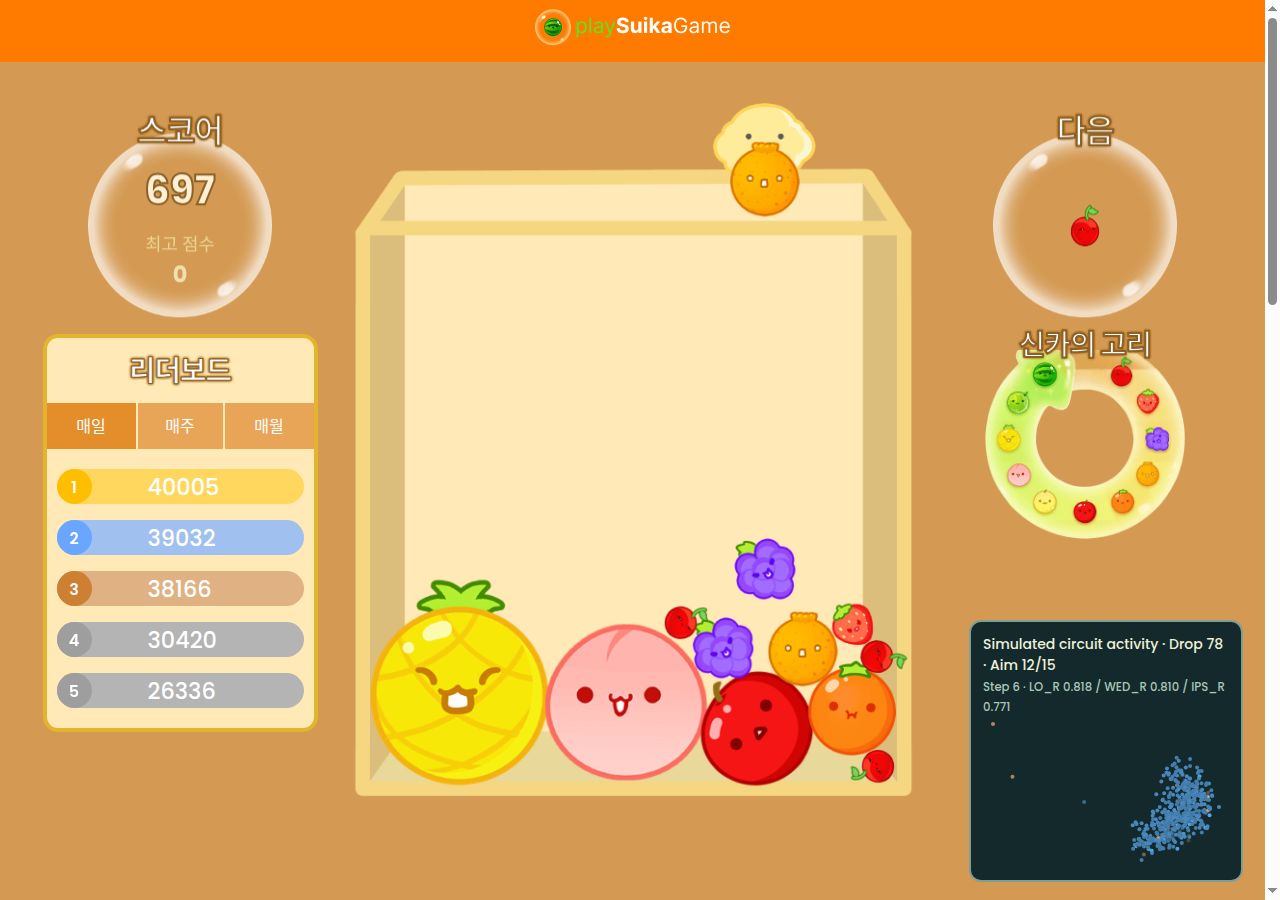 playSuikaGame
스코어
697
최고 점수
0
다음
신카의 고리
리더보드
매일 매주 매월
1 40005
2 39032
3 38166
4 30420
5 26336
Simulated circuit activity · Drop 78
· Aim 12/15
Step 6 · LO_R 0.818 / WED_R 0.810 / IPS_R
0.771